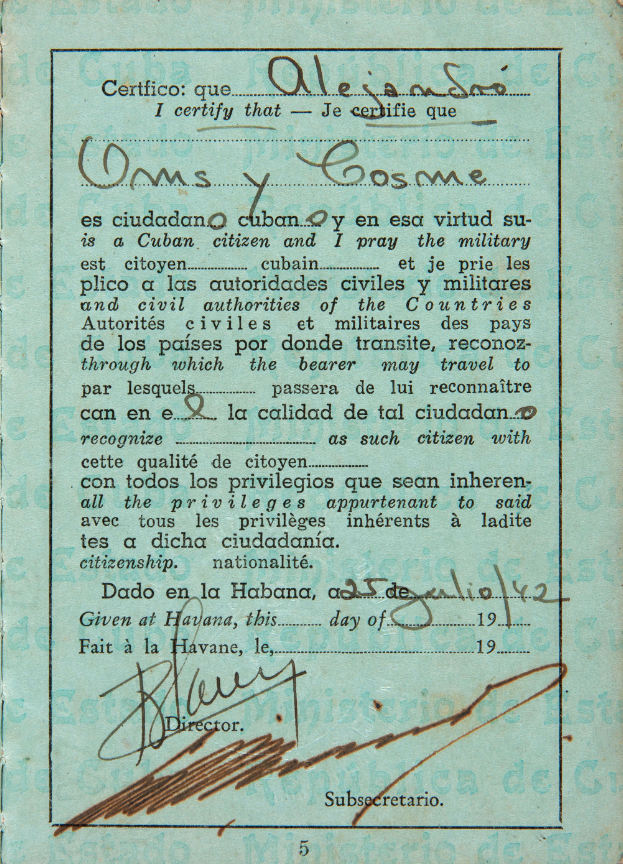 Certfico: que Alejandró
I certify that — Je certifie que
Oms y Cosme
es ciudadano cubano y en esa virtud su-
is a Cuban citizen and I pray the military
est citoyen cubain et je prie les
plico a las autoridades civiles y militares
and civil authorities of the Countries
Autorités civiles et militaires des pays
de los países por donde transite, reconoz-
through which the bearer may travel to
par lesquels passera de lui reconnaître
can en el la calidad de tal ciudadano
recognize as such citizen with
cette qualité de citoyen
con todos los privilegios que sean inheren-
all the privileges appurtenant to said
avec tous les privilèges inhérents à ladite
tes a dicha ciudadanía.
citizenship. nationalité.
Dado en la Habana, a 25 de Julio/42
Given at Havana, this day of 19
Fait à la Havane, le, 19
Director.
Subsecretario.
5